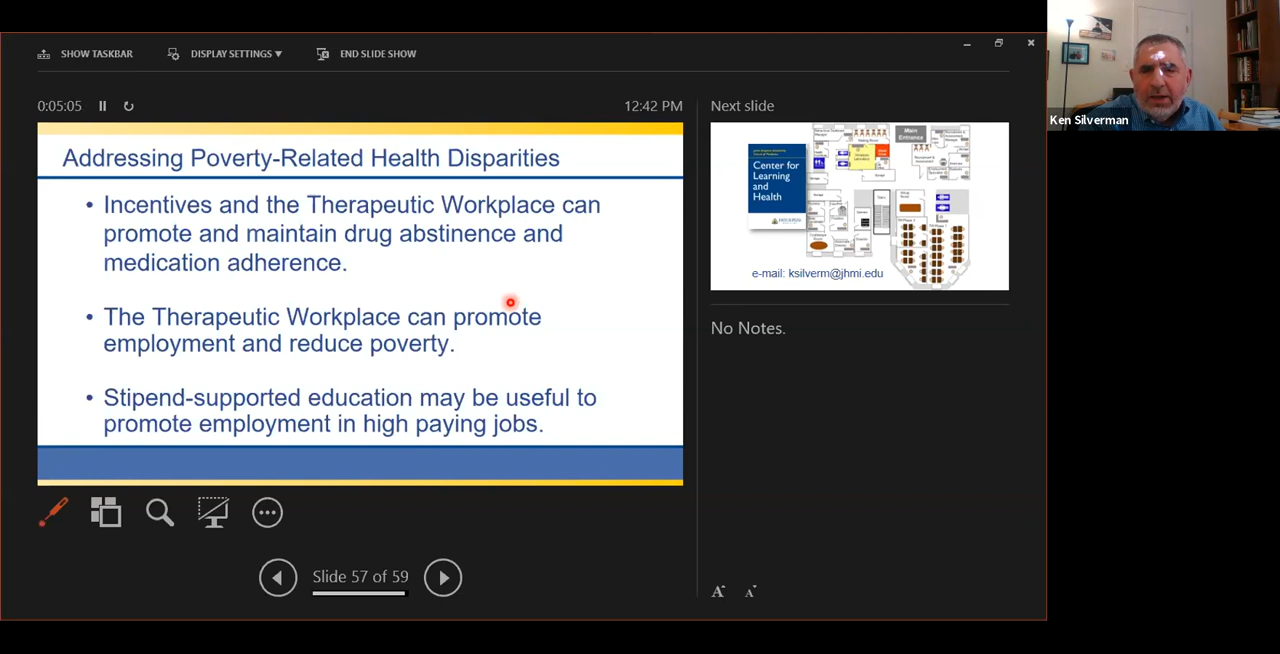 SHOW TASKBAR
DISPLAY SETTINGS
END SLIDE SHOW
0:05:05
12:42 PM
Next slide
Ken Silverman
Addressing Poverty-Related Health Disparities
• Incentives and the Therapeutic Workplace can
promote and maintain drug abstinence and
medication adherence.
• The Therapeutic Workplace can promote
employment and reduce poverty.
• Stipend-supported education may be useful to
promote employment in high paying jobs.
Main
Entrance
Center for
Learning
and
Health
e-mail: ksilverm@jhmi.edu
No Notes.
Slide 57 of 59
A A